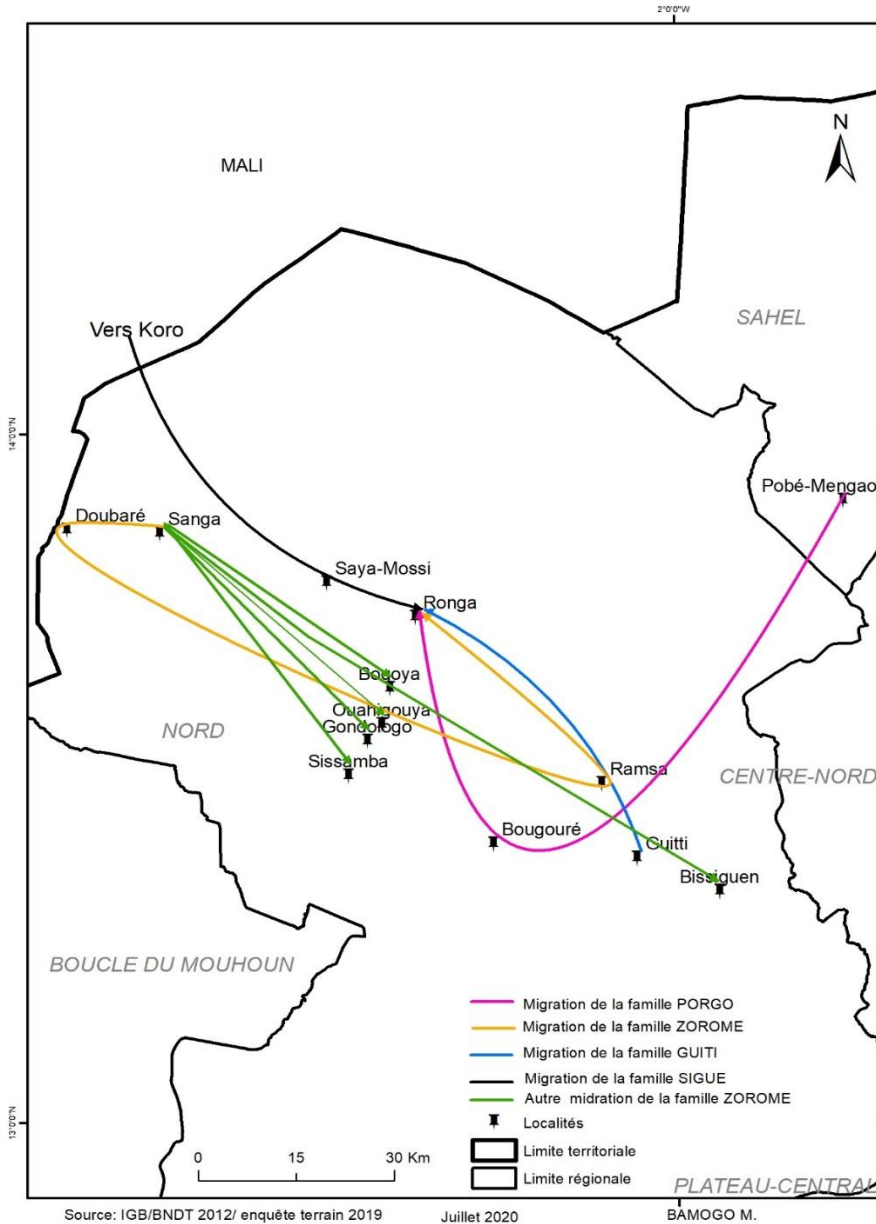 2°0'0"W
N
MALI
SAHEL
Vers Koro
14°0'0"N
Pobé-Mengao
Doubaré
Sanga
Saya-Mossi
Ronga
Bogoya
Ouahigouya
NORD
Gondologo
Sissamba
Ramsa
CENTRE-NORD
Bougouré
Guitti
Bissiguen
BOUCLE DU MOUHOUN
Migration de la famille PORGO
Migration de la famille ZOROME
Migration de la famille GUITI
Migration de la famille SIGUE
Autre midration de la famille ZOROME
Localités
13°0'0"N
0 15 30 Km
Limite territoriale
Limite régionale
PLATEAU-CENTRAL
Source: IGB/BNDT 2012/ enquête terrain 2019 Juillet 2020 BAMOGO M.